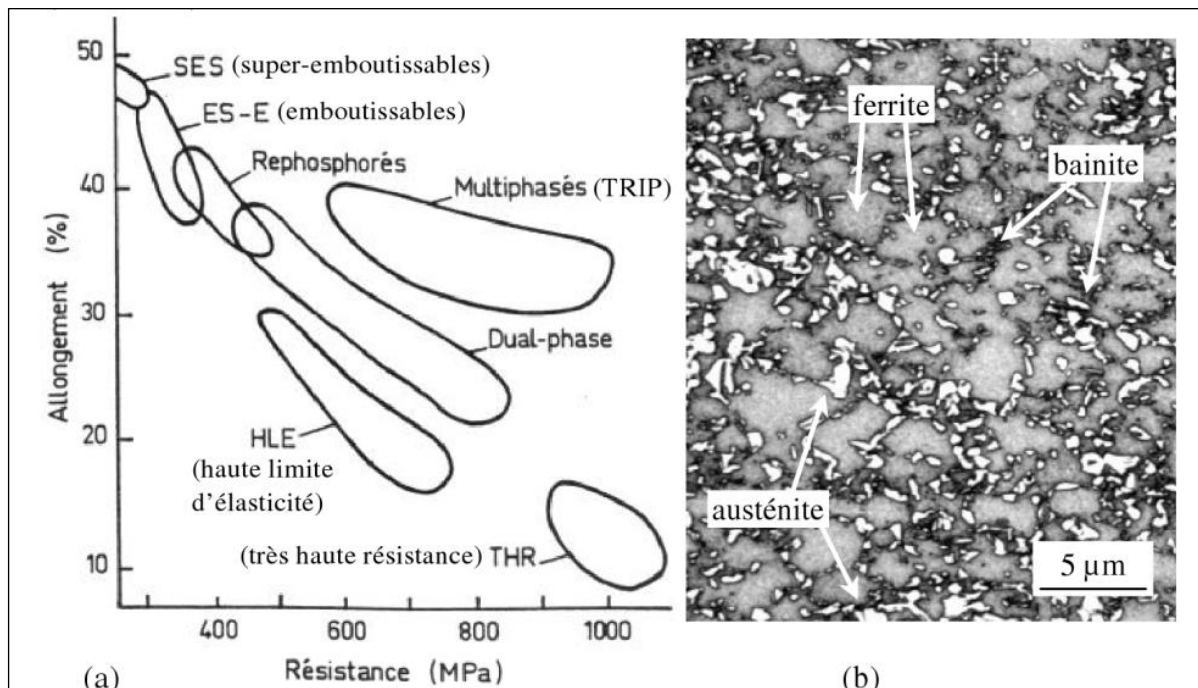 50
SES (super-emboutissables)
ES-E (emboutissables)
Rephosphorés
40
Multiphasés (TRIP)
30
Dual-phase
20
HLE
(haute limite
d'élasticité)
(très haute résistance) THR
10
Allongement (%)
400
600
800
1000
Résistance (MPa)
(a)
ferrite
bainite
austénite
5 µm
(b)